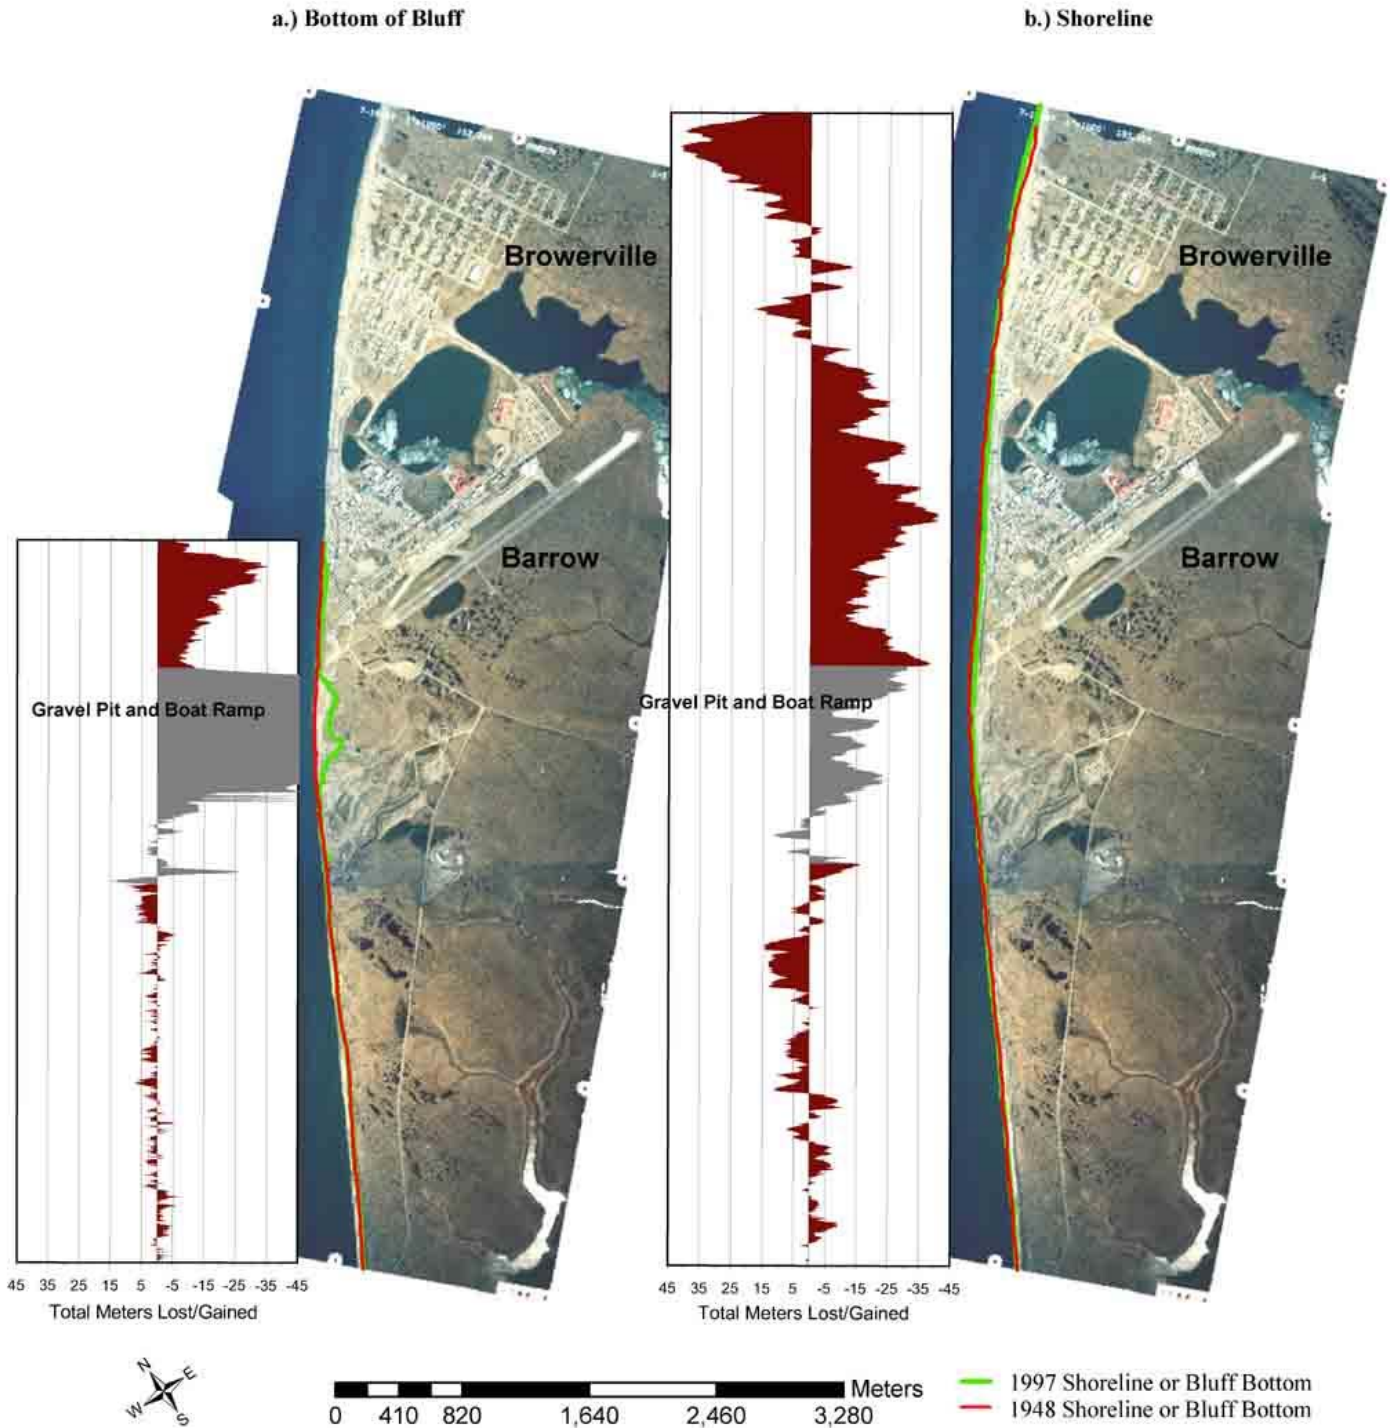 a.) Bottom of Bluff
b.) Shoreline
Browerville
Browerville
Barrow
Barrow
Gravel Pit and Boat Ramp
Gravel Pit and Boat Ramp
45 35 25 15 5 -5 -15 -25 -35 -45
45 35 25 15 5 -5 -15 -25 -35 -45
Total Meters Lost/Gained
Total Meters Lost/Gained
N
E
W
S
Meters
0 410 820 1,640 2,460 3,280
1997 Shoreline or Bluff Bottom
1948 Shoreline or Bluff Bottom